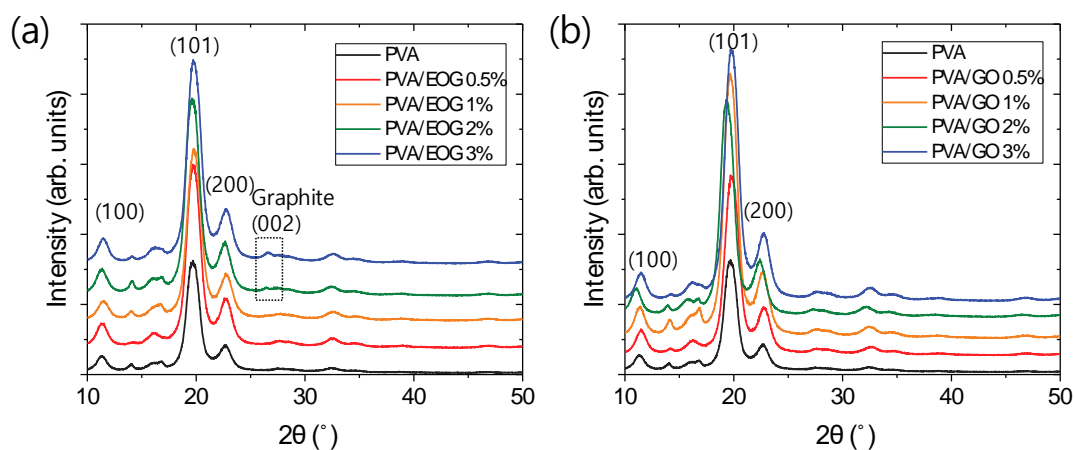 (a)
(101)
PVA
PVA/EOG 0.5%
PVA/EOG 1%
PVA/EOG 2%
PVA/EOG 3%
(200)
Graphite
(002)
(100)
Intensity (arb. units)
10
20
30
40
50
2θ (°)
(b)
(101)
PVA
PVA/GO 0.5%
PVA/GO 1%
PVA/GO 2%
PVA/GO 3%
(200)
(100)
Intensity (arb. units)
10
20
30
40
50
2θ (°)